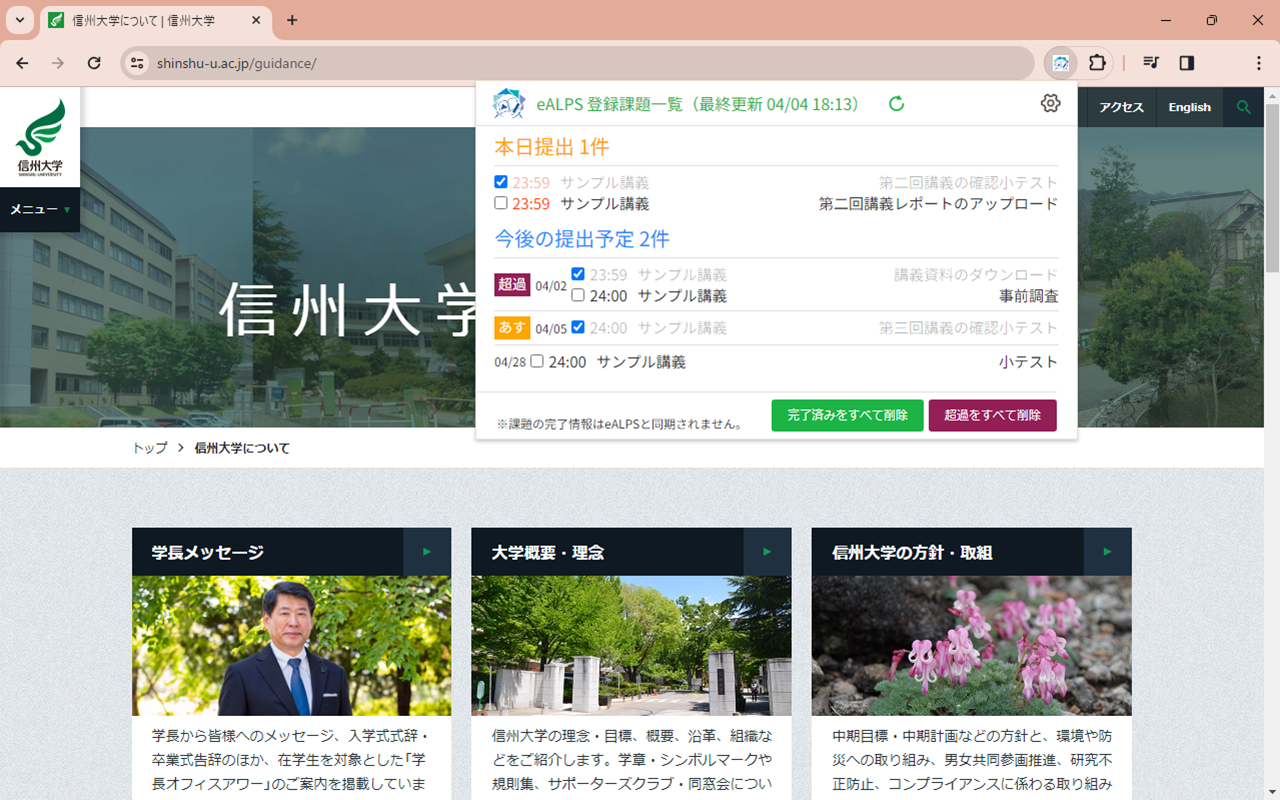 信州大学について | 信州大学
shinshu-u.ac.jp/guidance/
信州大学
SHINSHU UNIVERSITY
メニュー
アクセス
English
信州大学
eALPS 登録課題一覧（最終更新 04/04 18:13）
本日提出 1件
23:59 サンプル講義 第二回講義の確認小テスト
23:59 サンプル講義 第二回講義レポートのアップロード
今後の提出予定 2件
超過 04/02 23:59 サンプル講義 講義資料のダウンロード
24:00 サンプル講義 事前調査
あす 04/05 24:00 サンプル講義 第三回講義の確認小テスト
04/28 24:00 サンプル講義 小テスト
※課題の完了情報はeALPSと同期されません。
完了済みをすべて削除
超過をすべて削除
トップ > 信州大学について
学長メッセージ
学長から皆様へのメッセージ、入学式式辞・
卒業式告辞のほか、在学生を対象とした「学
長オフィスアワー」のご案内を掲載していま
大学概要・理念
信州大学の理念・目標、概要、沿革、組織な
どをご紹介します。学章・シンボルマークや
規則集、サポーターズクラブ・同窓会につい
信州大学の方針・取組
中期目標・中期計画などの方針と、環境や防
災への取り組み、男女共同参画推進、研究不
正防止、コンプライアンスに係わる取り組み